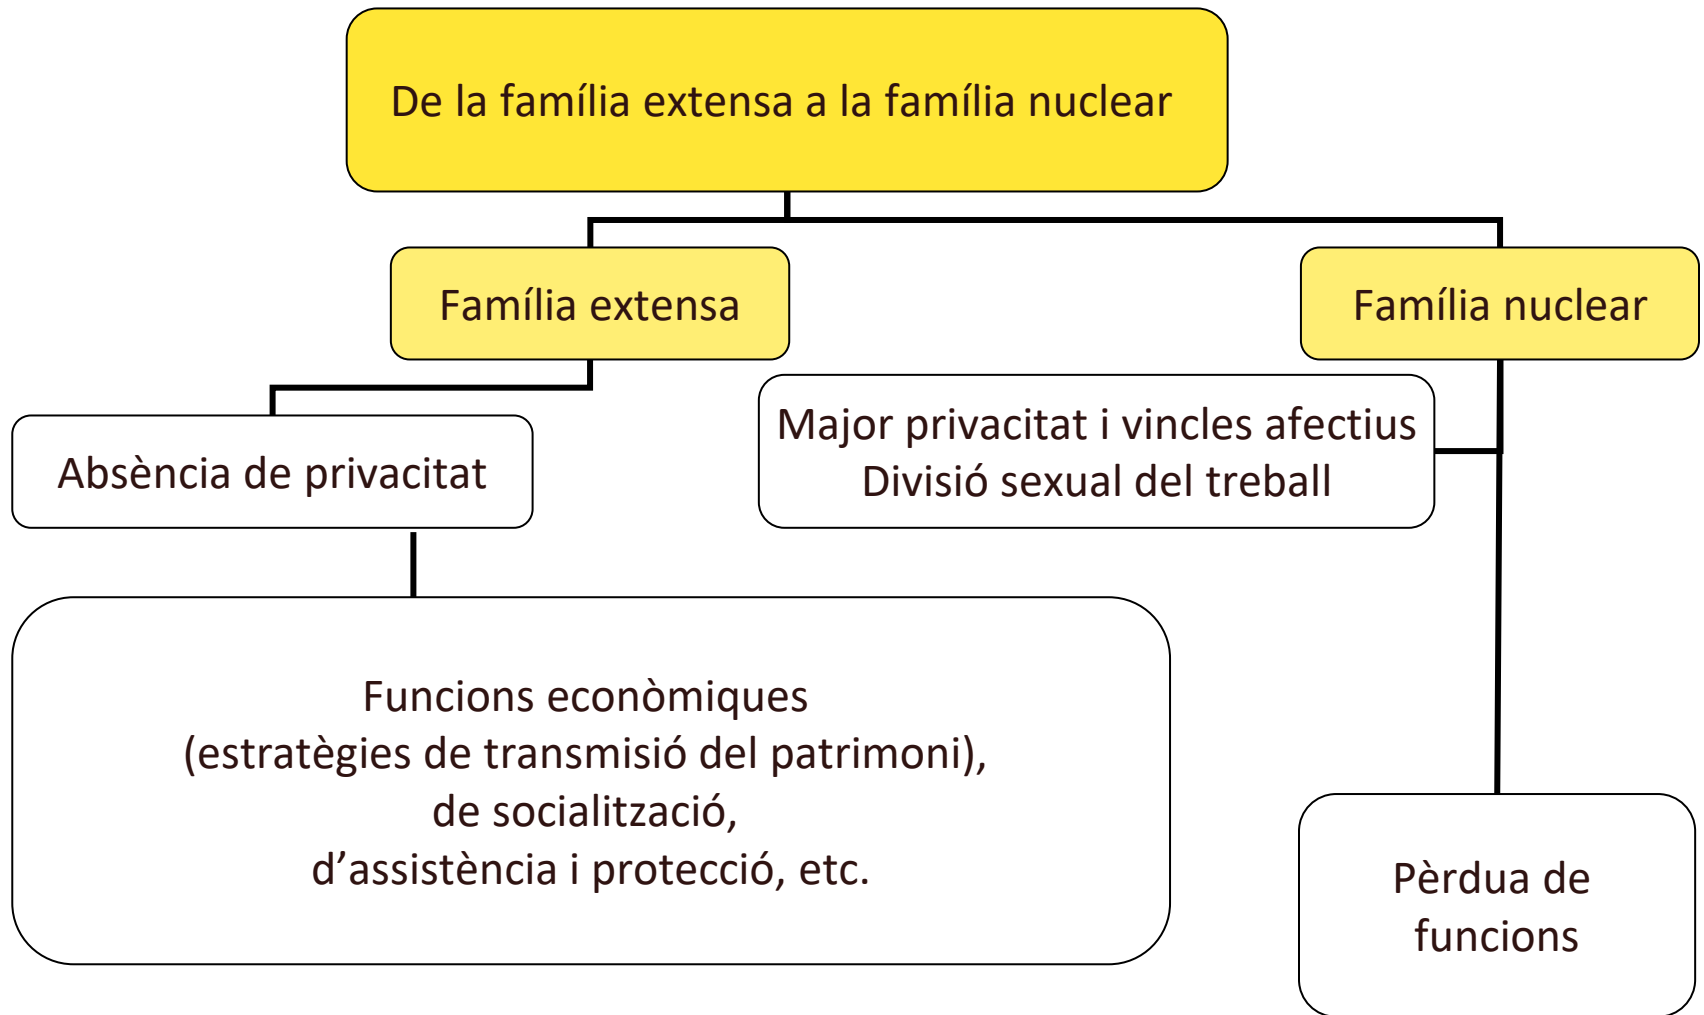 De la família extensa a la família nuclear
Família extensa
Família nuclear
Absència de privacitat
Major privacitat i vincles afectius
Divisió sexual del treball
Funcions econòmiques
(estratègies de transmisió del patrimoni),
de socialització,
d’assistència i protecció, etc.
Pèrdua de
funcions